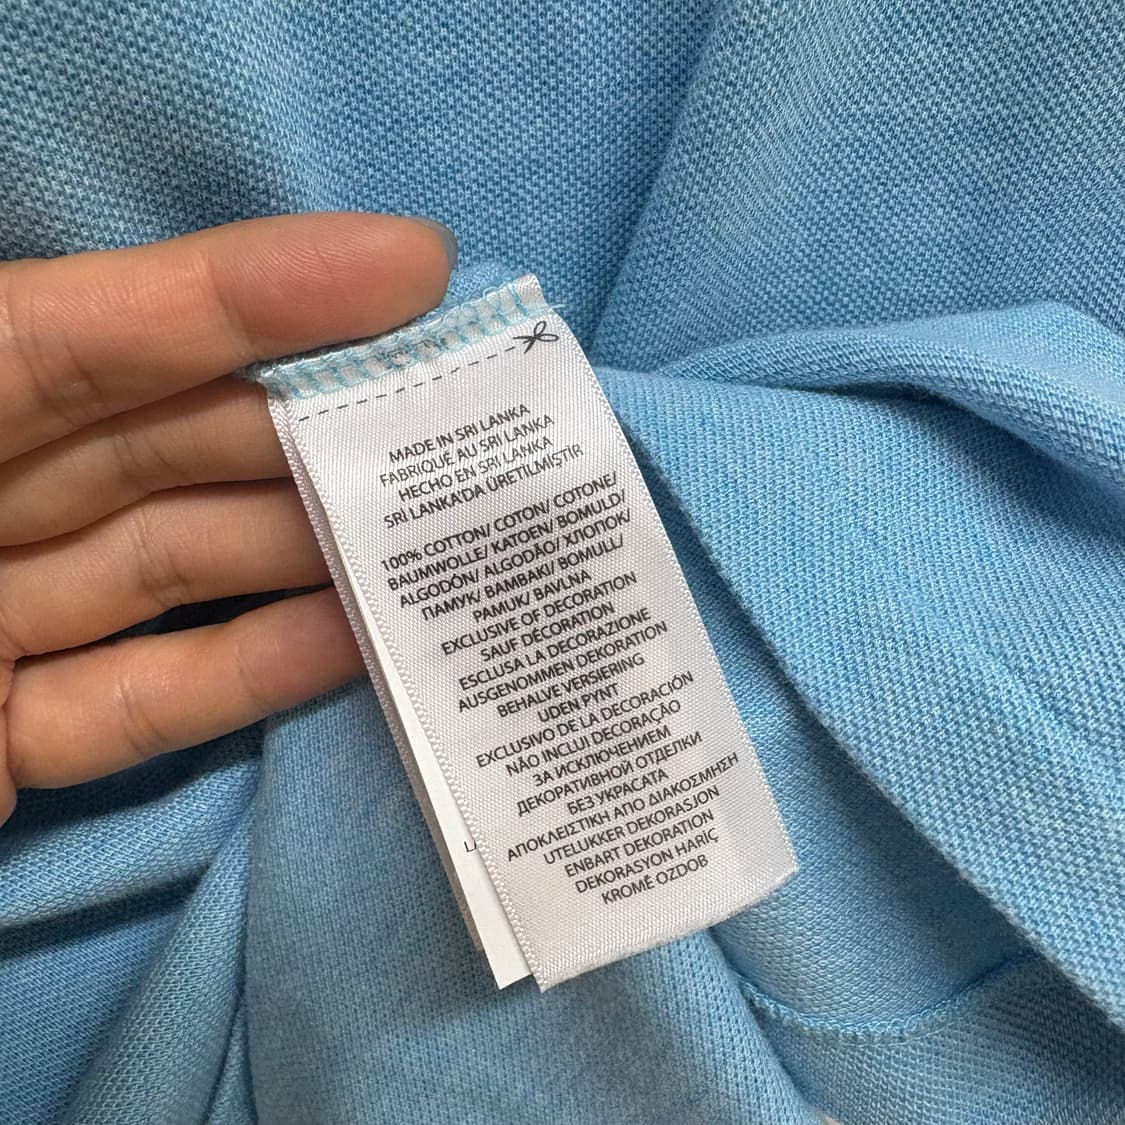 MADE IN SRI LANKA
FABRIQUÉ AU SRI LANKA
HECHO EN SRI LANKA
SRİ LANKA'DA ÜRETİLMİŞTİR
100% COTTON/ COTON/ COTONE/
BAUMWOLLE/ KATOEN/ BOMULD/
ALGODÓN/ ALGODÃO/ ХЛОПОК/
ПАМУК/ ΒΑΜΒΑΚΙ/ BOMULL/
PAMUK/ BAVLNA
EXCLUSIVE OF DECORATION
SAUF DÉCORATION
ESCLUSA LA DECORAZIONE
AUSGENOMMEN DEKORATION
BEHALVE VERSIERING
UDEN PYNT
EXCLUSIVO DE LA DECORACIÓN
NÃO INCLUI DECORAÇÃO
ЗА ИСКЛЮЧЕНИЕМ
ДЕКОРАТИВНОЙ ОТДЕЛКИ
БЕЗ УКРАСАТА
ΑΠΟΚΛΕΙΣΤΙΚΗ ΑΠΟ ΔΙΑΚΟΣΜΗΣΗ
UTELUKKER DEKORASJON
ENBART DEKORATION
DEKORASYON HARİÇ
KROMĚ OZDOB